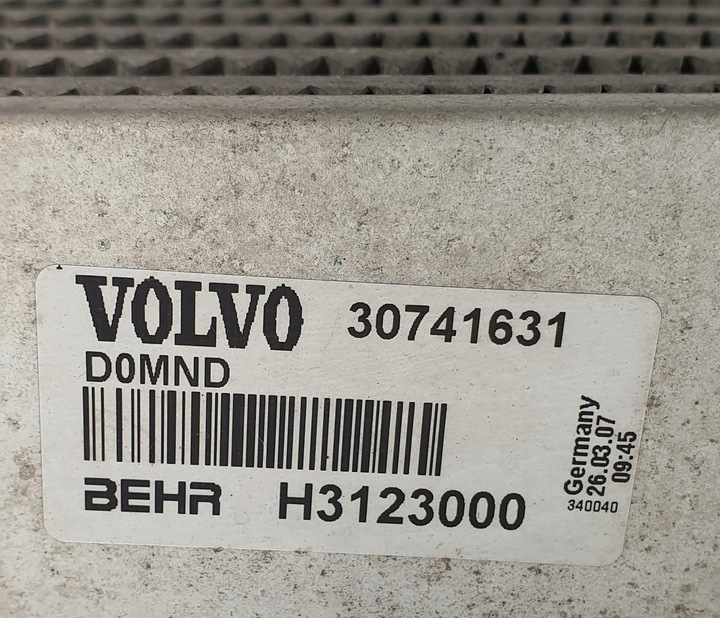 VOLVO 30741631
D0MND
BEHR H3123000
Germany
26.03.07
09:45
340040